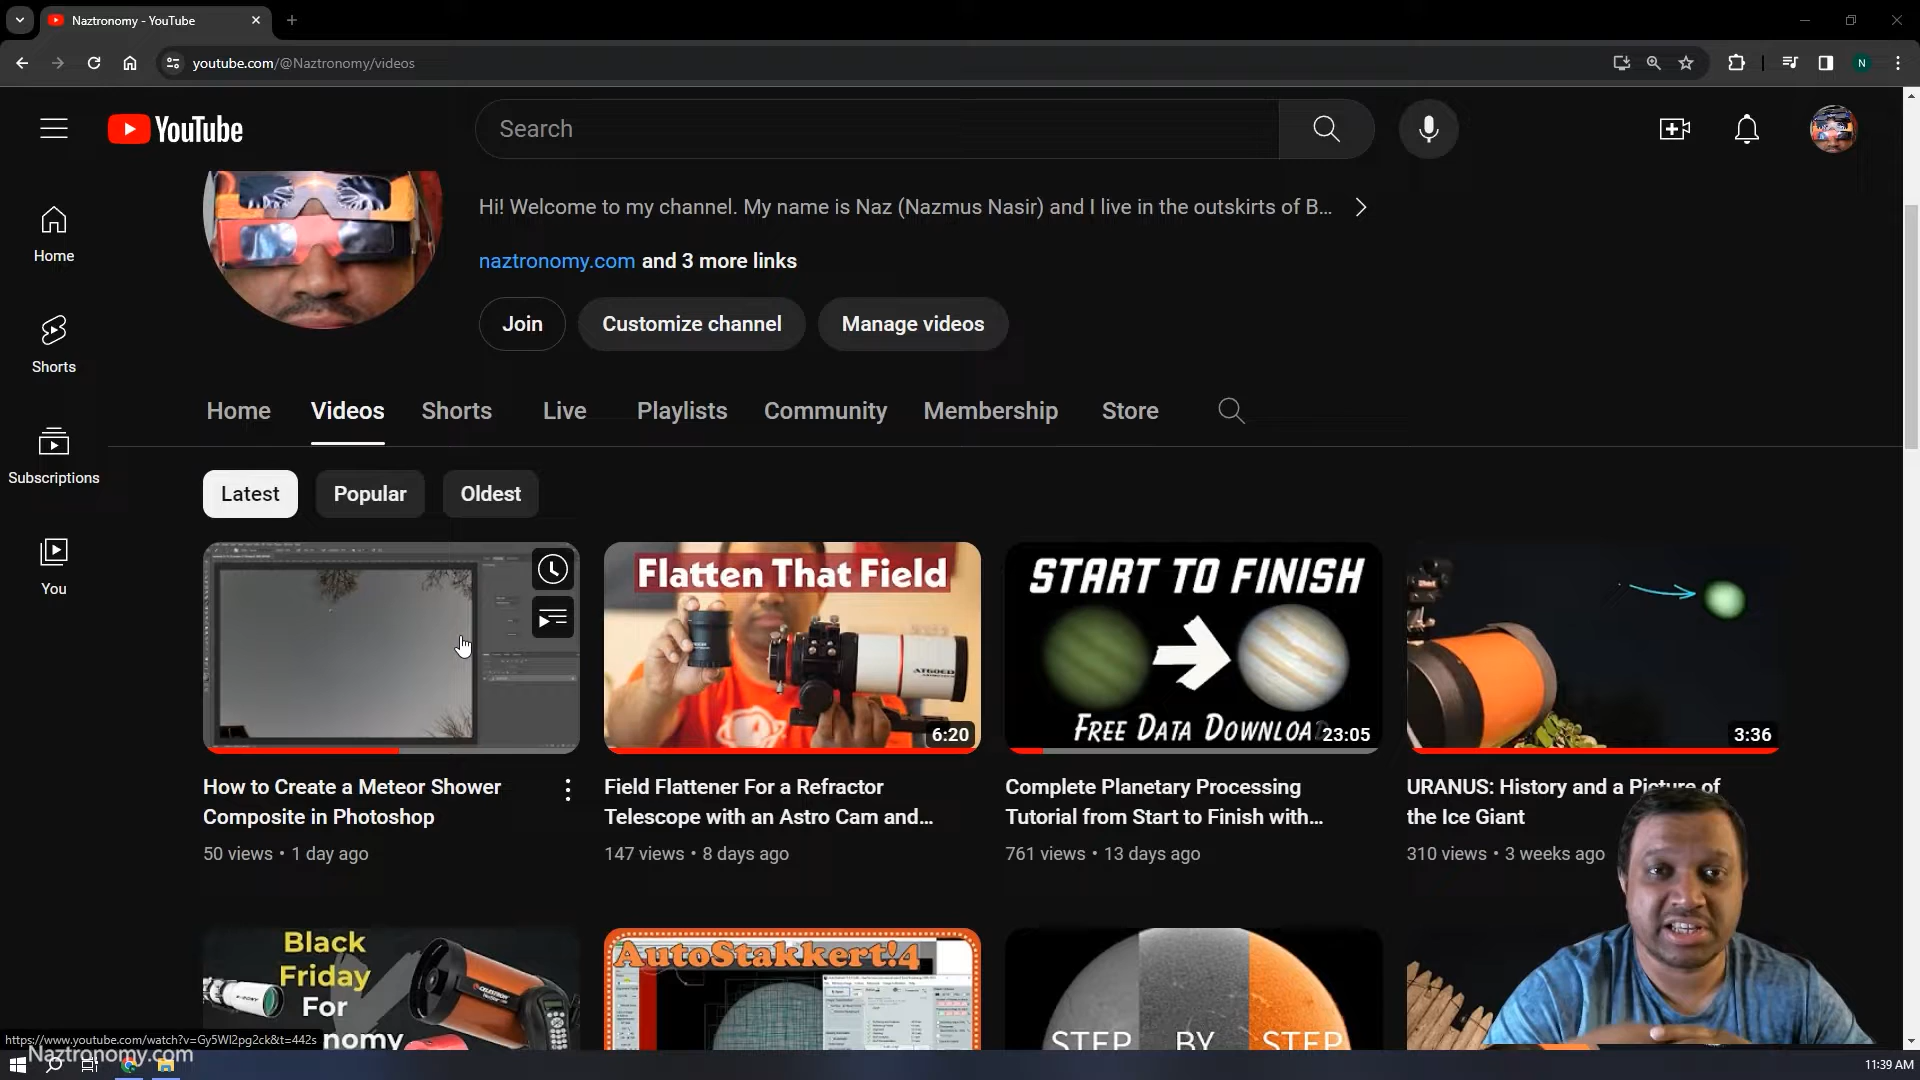 Naztronomy - YouTube
youtube.com/@Naztronomy/videos
N
YouTube
Search
Home
Shorts
Subscriptions
You
Hi! Welcome to my channel. My name is Naz (Nazmus Nasir) and I live in the outskirts of B...
naztronomy.com and 3 more links
Join
Customize channel
Manage videos
Home
Videos
Shorts
Live
Playlists
Community
Membership
Store
Latest
Popular
Oldest
Flatten That Field
AT60ED
6:20
START TO FINISH
FREE DATA DOWNLOA
23:05
3:36
How to Create a Meteor Shower
Composite in Photoshop
50 views • 1 day ago
Field Flattener For a Refractor
Telescope with an Astro Cam and...
147 views • 8 days ago
Complete Planetary Processing
Tutorial from Start to Finish with...
761 views • 13 days ago
URANUS: History and a Picture of
the Ice Giant
310 views • 3 weeks ago
Black
Friday
For
nomy
CELESTRON
AutoStakkert!4
STEP BY STEP
https://www.youtube.com/watch?v=Gy5Wl2pg2ck&t=442s
Naztronomy.com
11:39 AM